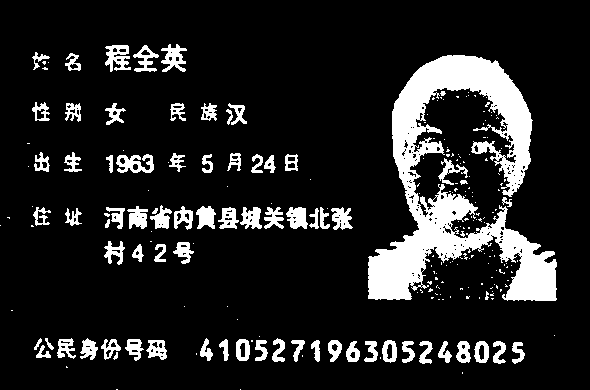 姓名 程全英
性别 女 民族 汉
出生 1963 年 5 月 24 日
住址 河南省内黄县城关镇北张
村42号
公民身份号码 410527196305248025